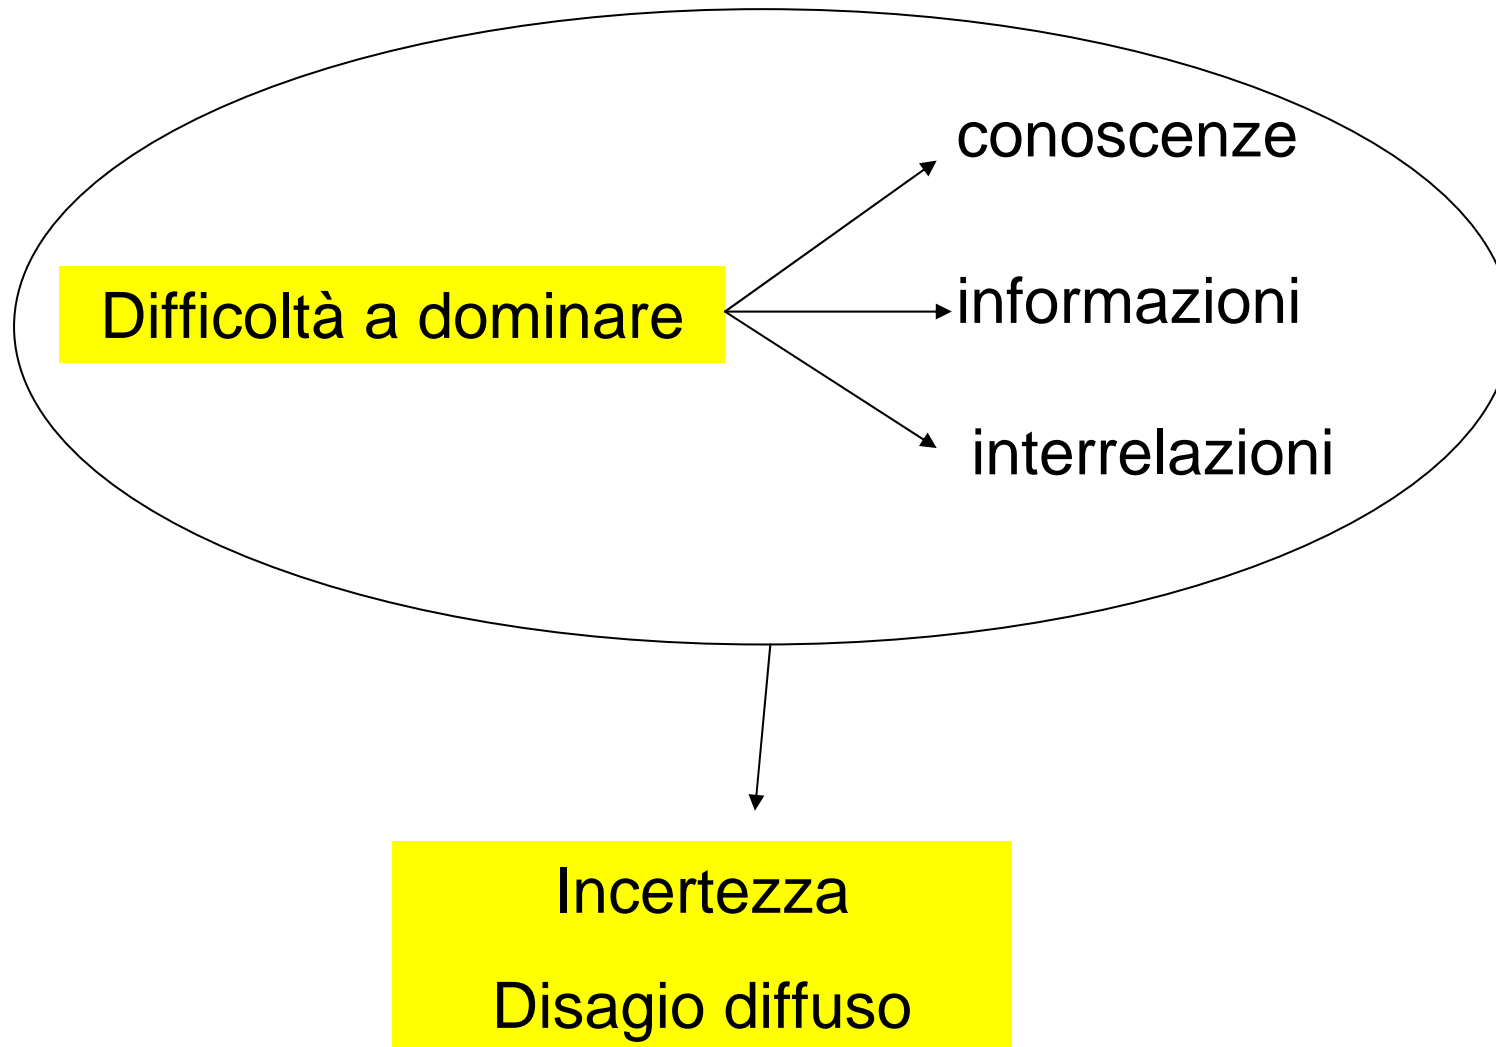 conoscenze
Difficoltà a dominare
informazioni
interrelazioni
Incertezza
Disagio diffuso